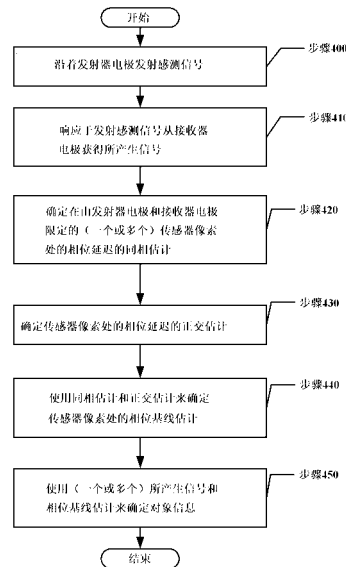 开始
步骤400
沿着发射器电极发射感测信号
步骤410
响应于发射感测信号从接收器
电极获得所产生信号
步骤420
确定在由发射器电极和接收器电极
限定的（一个或多个）传感器像素
处的相位延迟的同相估计
步骤430
确定传感器像素处的相位延迟的正交估计
步骤440
使用同相估计和正交估计来确定
传感器像素处的相位基线估计
步骤450
使用（一个或多个）所产生信号和
相位基线估计来确定对象信息
结束